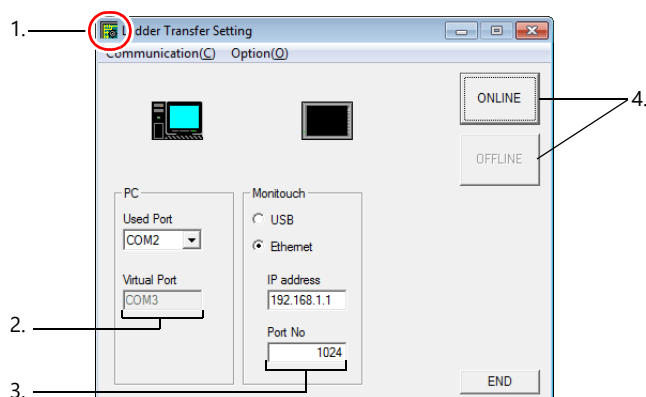 1.
Ladder Transfer Setting
Communication(C) Option(O)
ONLINE
4.
OFFLINE
PC
Used Port
COM2
Virtual Port
COM3
2.
Monitouch
USB
Ethernet
IP address
192.168.1.1
Port No
1024
3.
END